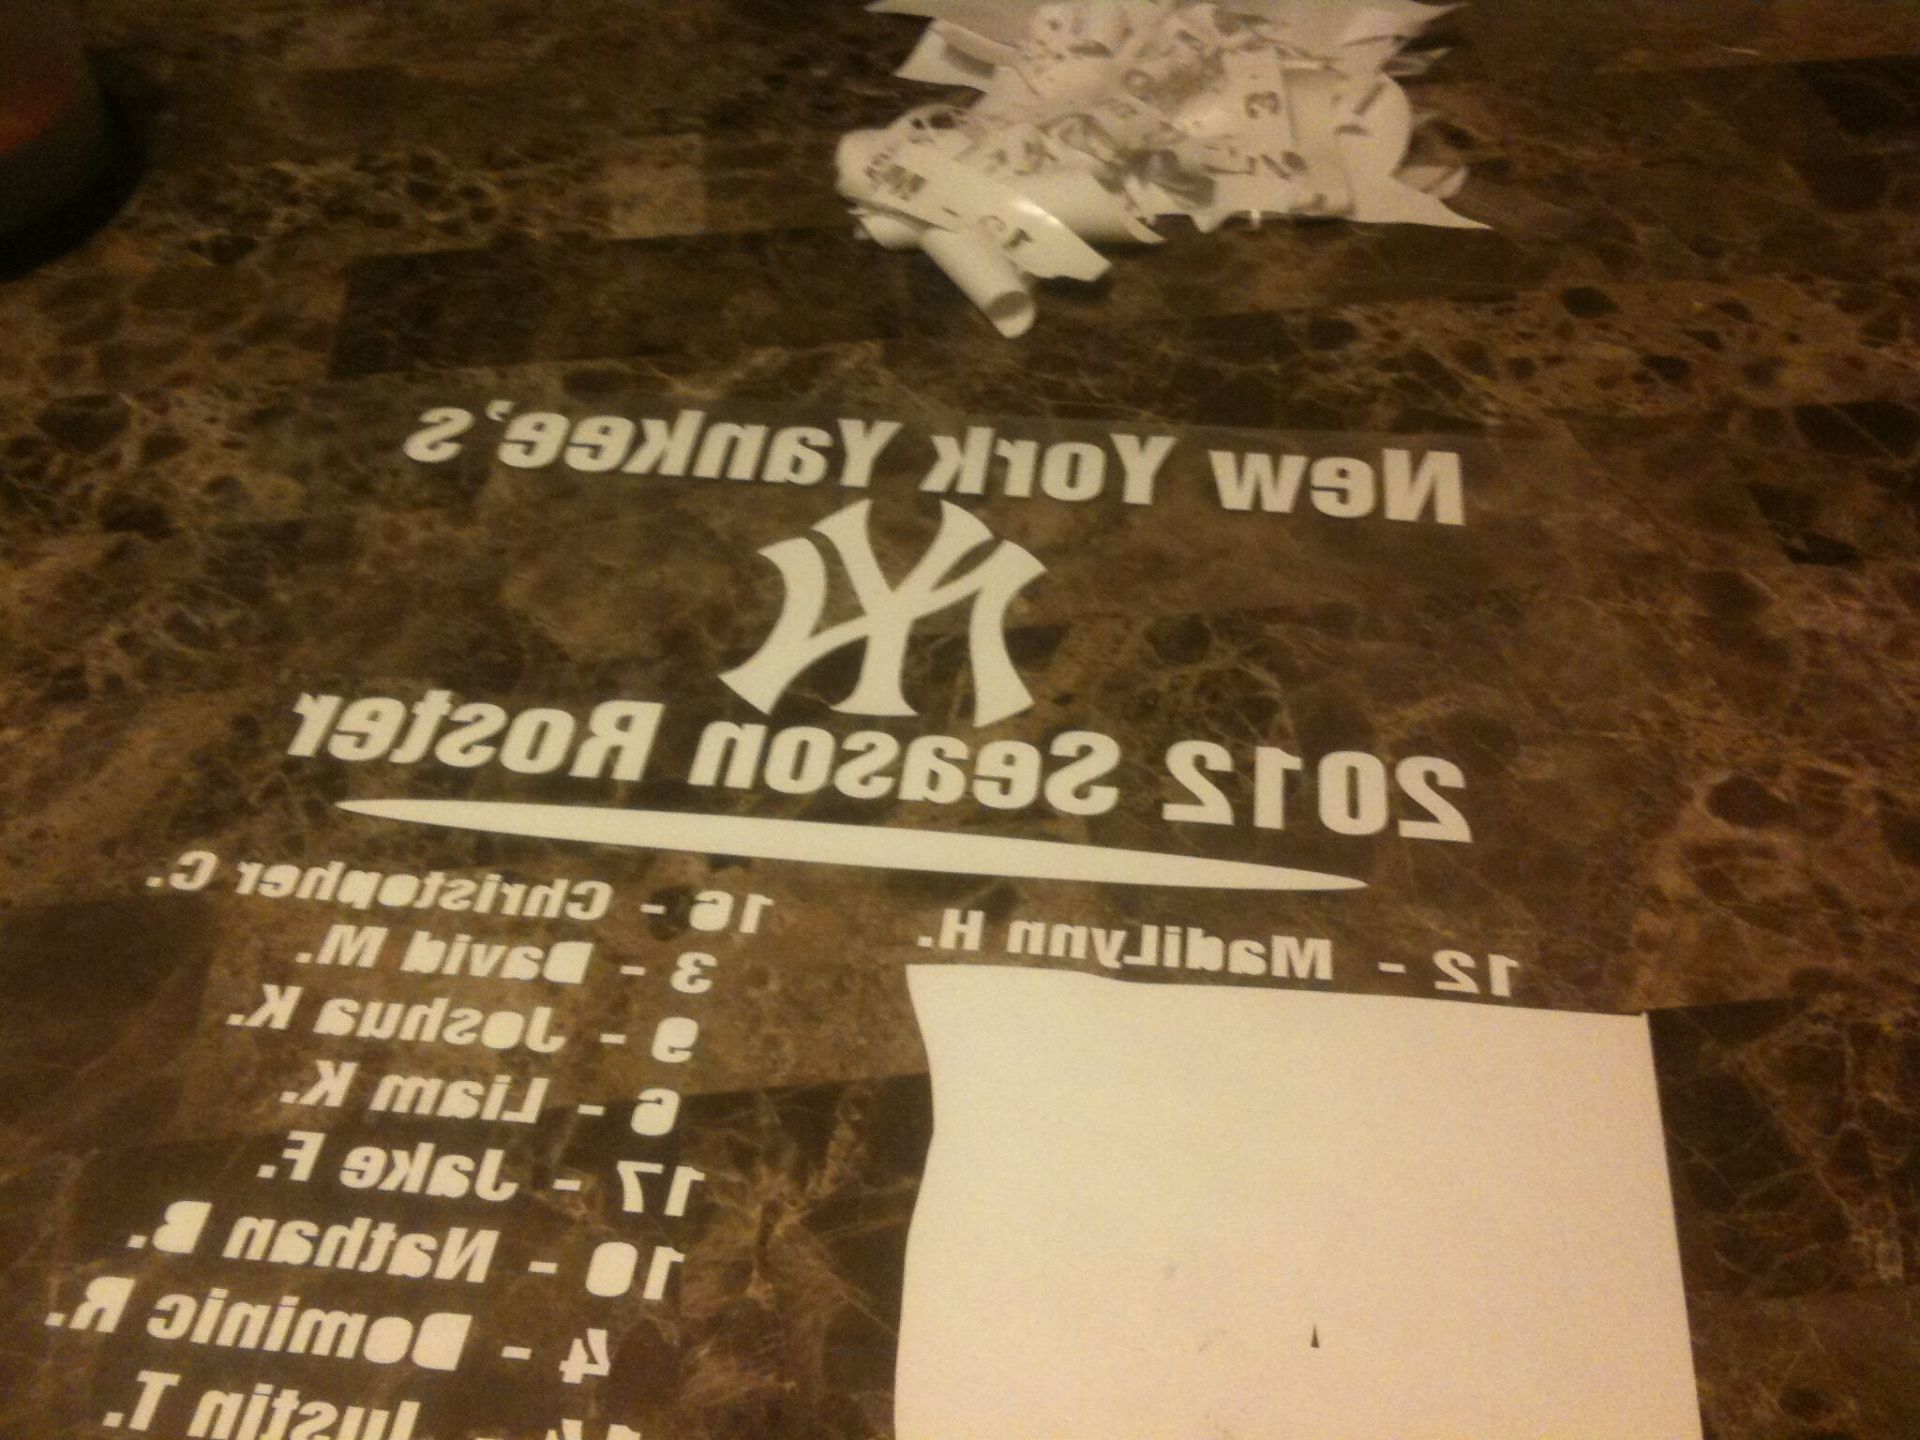 New York Yankee's
NY
2012 Season Roster
12 - MadiLynn H.
16 - Christopher C.
3 - David M.
9 - Joshua K.
6 - Liam K.
17 - Jake F.
10 - Nathan B.
4 - Dominic R.
14 - Justin T.